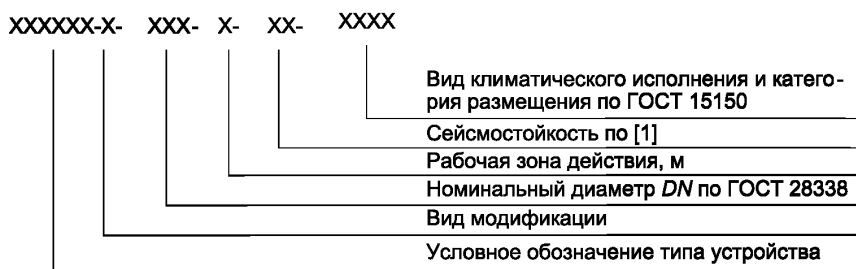 XXXXXX-X- XXX- X- XX- XXXX
Вид климатического исполнения и катего-
рия размещения по ГОСТ 15150
Сейсмостойкость по [1]
Рабочая зона действия, м
Номинальный диаметр DN по ГОСТ 28338
Вид модификации
Условное обозначение типа устройства